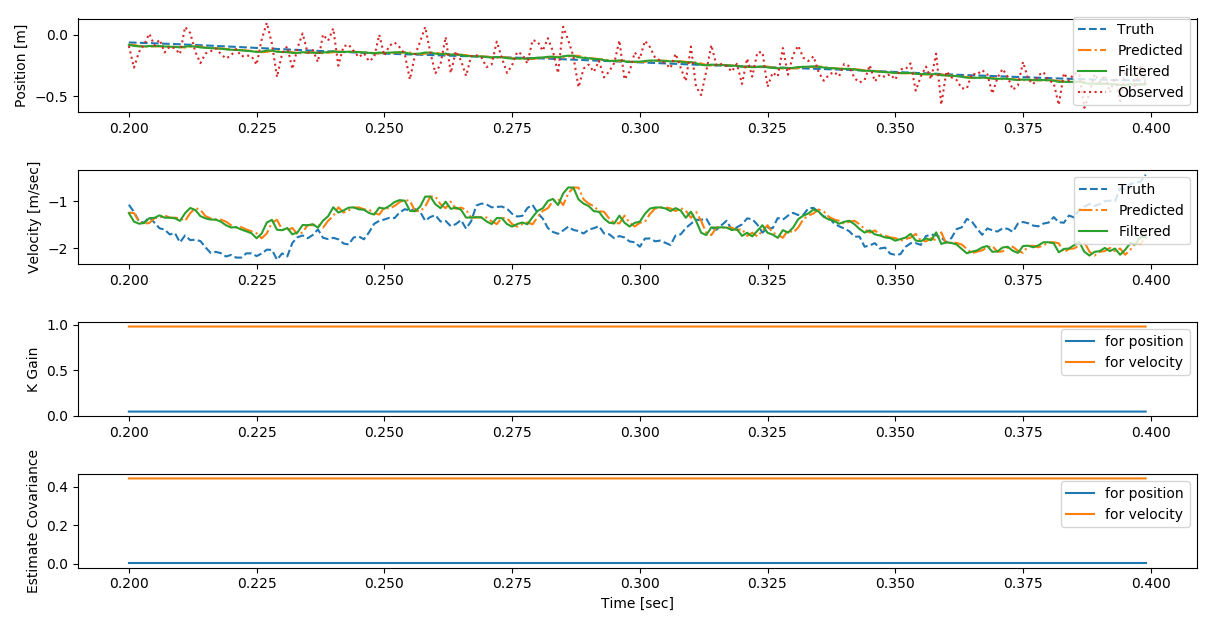 Position [m]
0.0
−0.5
Truth
Predicted
Filtered
Observed
0.200 0.225 0.250 0.275 0.300 0.325 0.350 0.375 0.400
Velocity [m/sec]
−1
−2
Truth
Predicted
Filtered
0.200 0.225 0.250 0.275 0.300 0.325 0.350 0.375 0.400
K Gain
1.0
0.5
0.0
for position
for velocity
0.200 0.225 0.250 0.275 0.300 0.325 0.350 0.375 0.400
Estimate Covariance
0.4
0.2
0.0
for position
for velocity
0.200 0.225 0.250 0.275 0.300 0.325 0.350 0.375 0.400
Time [sec]